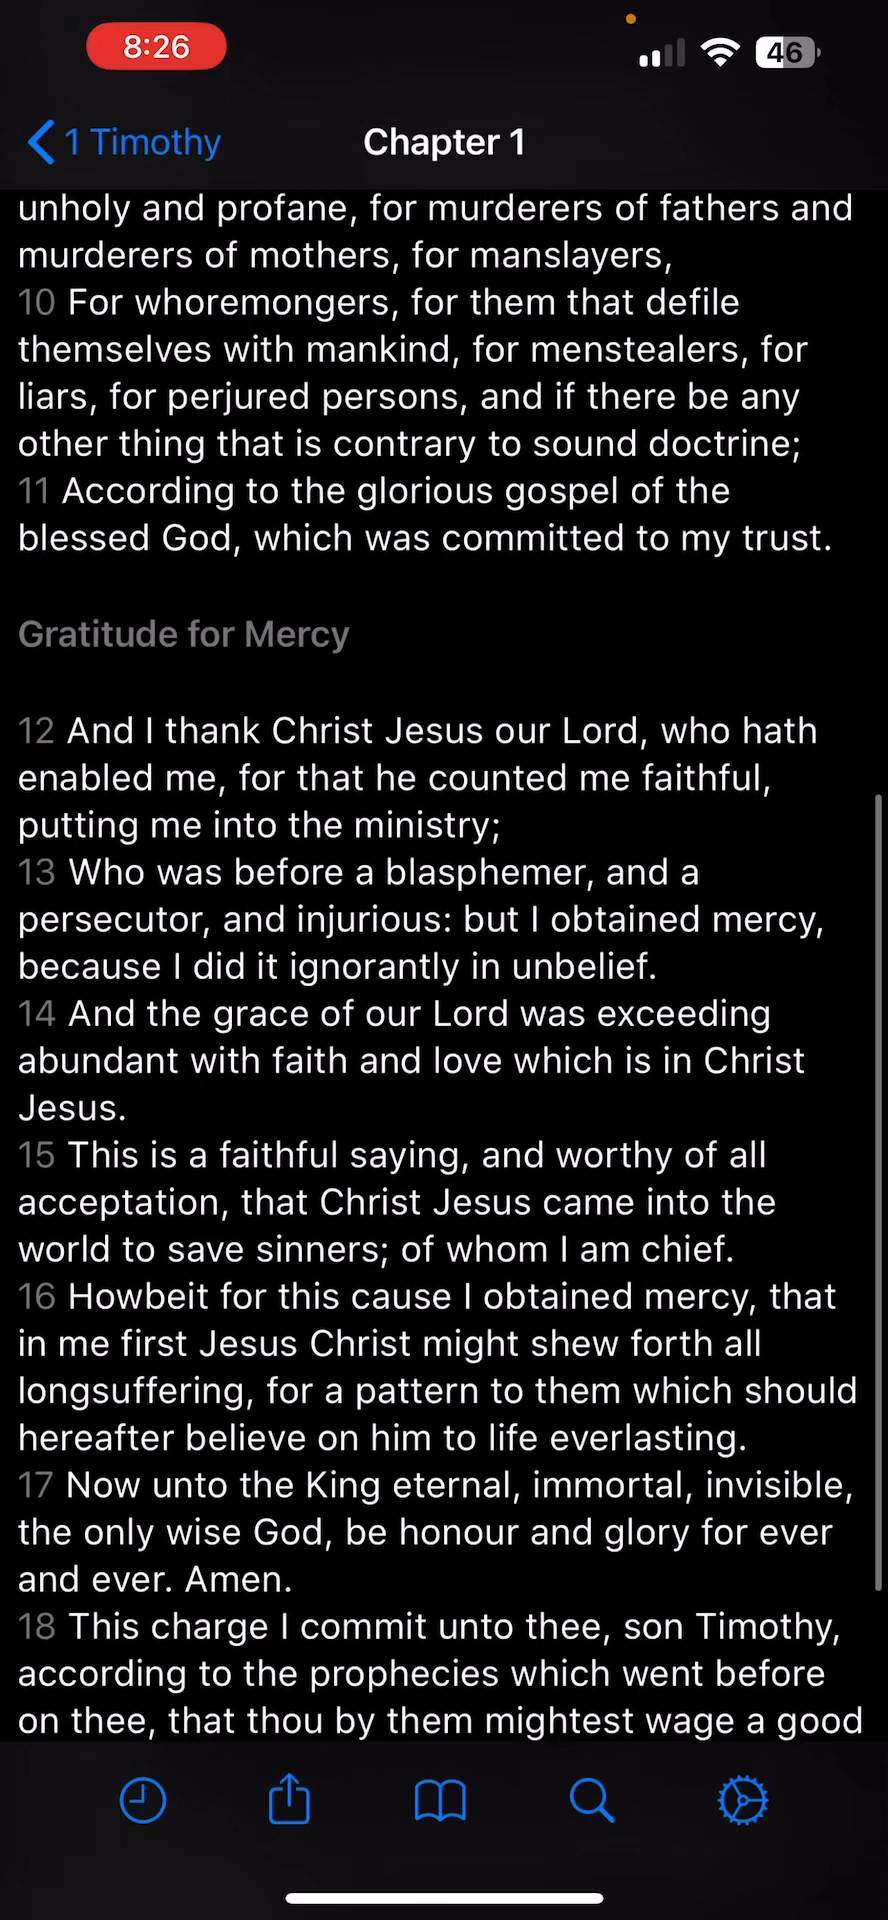 8:26
46
1 Timothy
Chapter 1
unholy and profane, for murderers of fathers and
murderers of mothers, for manslayers,
10 For whoremongers, for them that defile
themselves with mankind, for menstealers, for
liars, for perjured persons, and if there be any
other thing that is contrary to sound doctrine;
11 According to the glorious gospel of the
blessed God, which was committed to my trust.
Gratitude for Mercy
12 And I thank Christ Jesus our Lord, who hath
enabled me, for that he counted me faithful,
putting me into the ministry;
13 Who was before a blasphemer, and a
persecutor, and injurious: but I obtained mercy,
because I did it ignorantly in unbelief.
14 And the grace of our Lord was exceeding
abundant with faith and love which is in Christ
Jesus.
15 This is a faithful saying, and worthy of all
acceptation, that Christ Jesus came into the
world to save sinners; of whom I am chief.
16 Howbeit for this cause I obtained mercy, that
in me first Jesus Christ might shew forth all
longsuffering, for a pattern to them which should
hereafter believe on him to life everlasting.
17 Now unto the King eternal, immortal, invisible,
the only wise God, be honour and glory for ever
and ever. Amen.
18 This charge I commit unto thee, son Timothy,
according to the prophecies which went before
on thee, that thou by them mightest wage a good